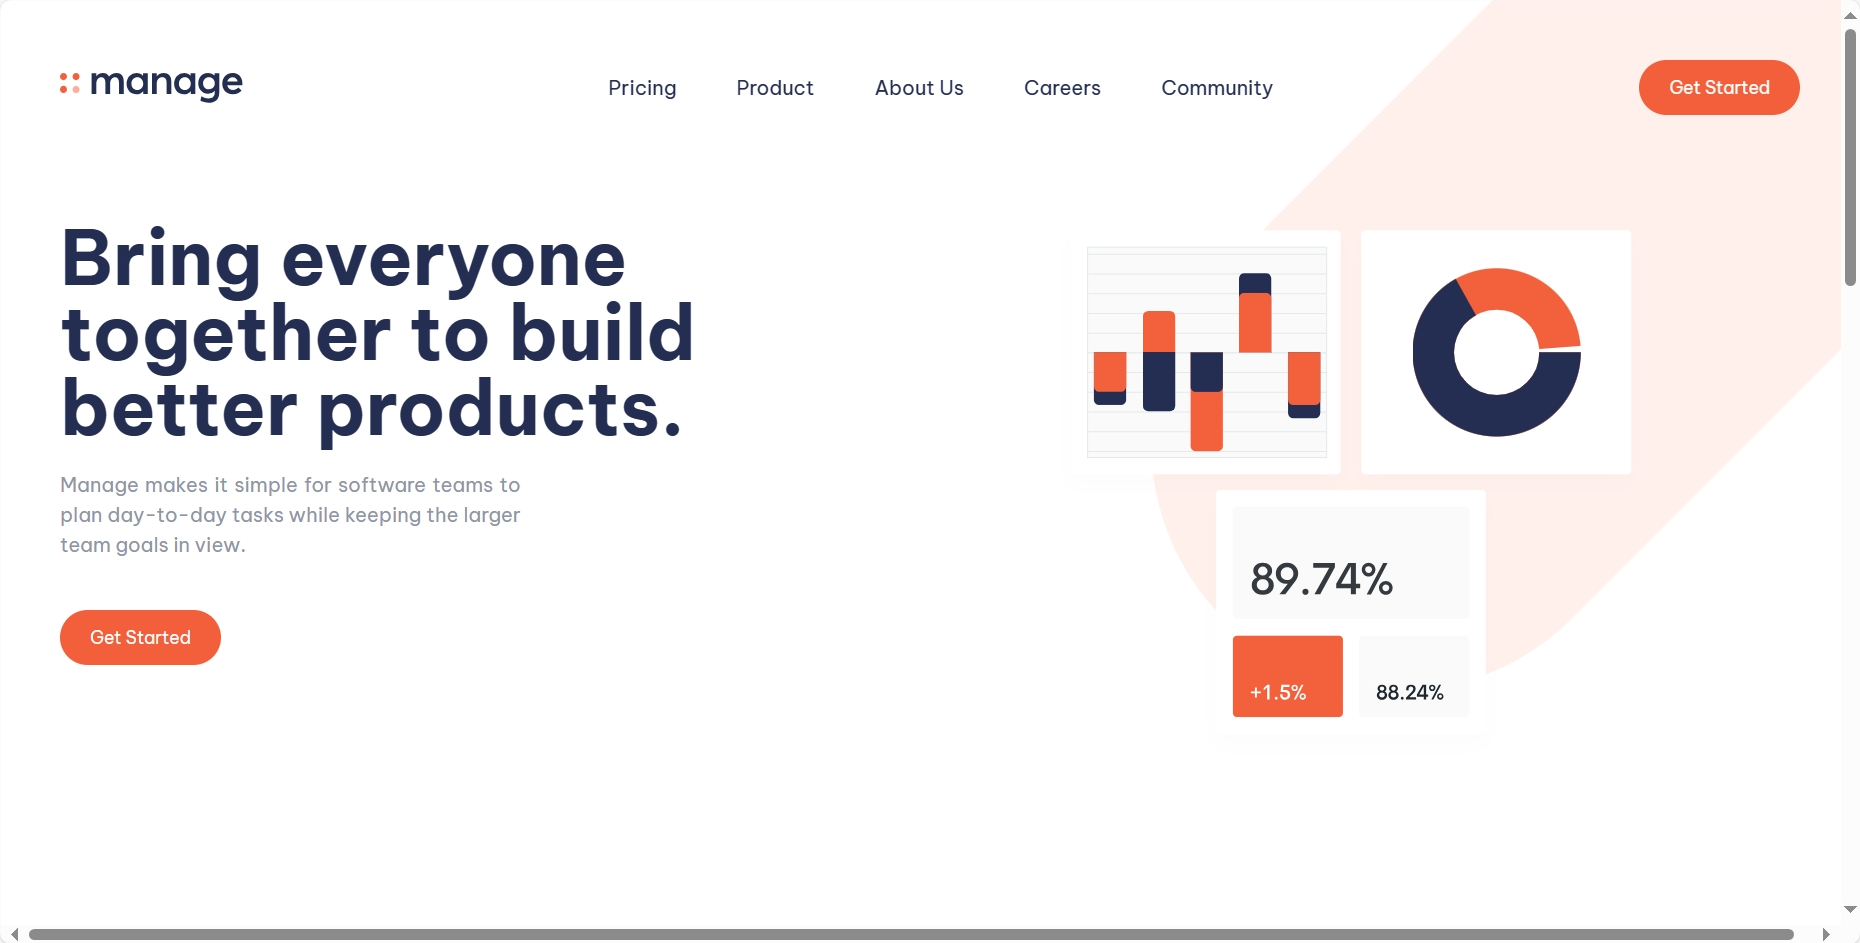 manage
Pricing
Product
About Us
Careers
Community
Get Started
Bring everyone
together to build
better products.
Manage makes it simple for software teams to
plan day-to-day tasks while keeping the larger
team goals in view.
Get Started
89.74%
+1.5%
88.24%